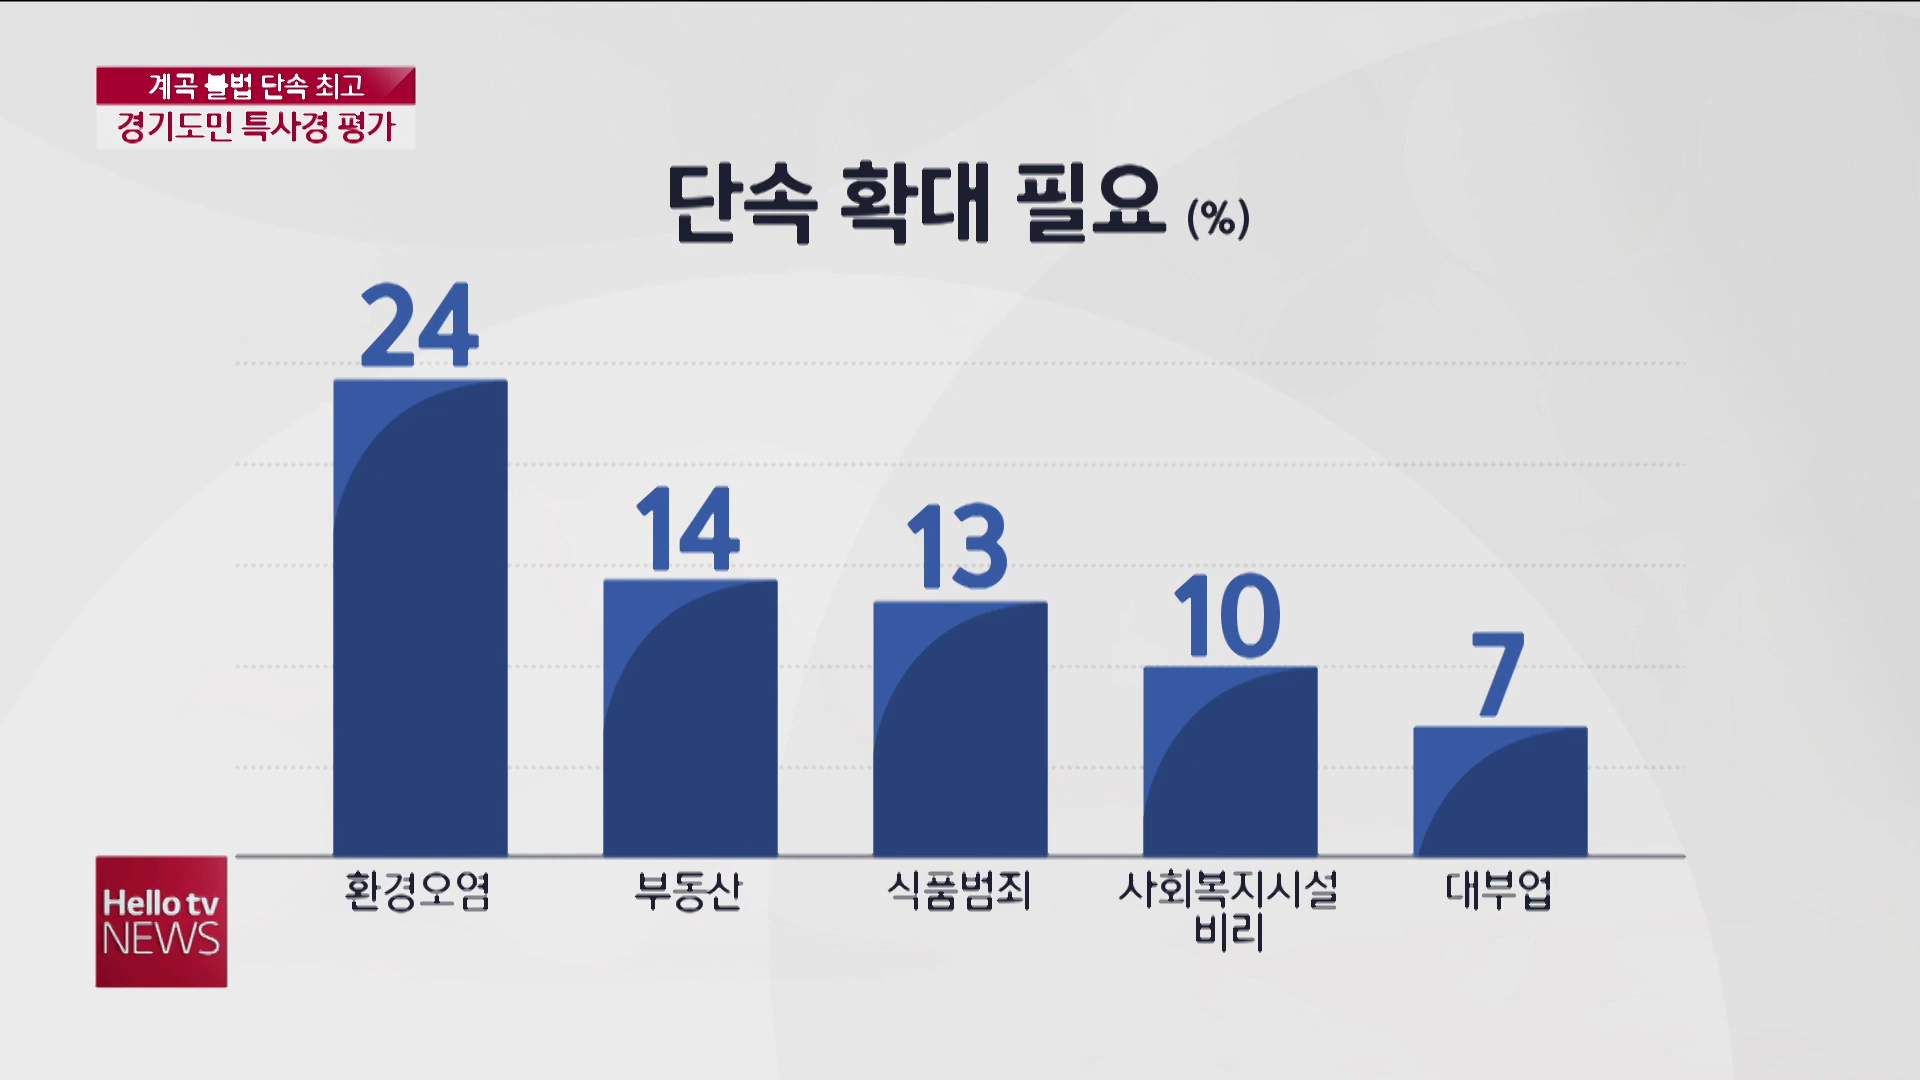 계곡 불법 단속 최고
경기도민 특사경 평가
단속 확대 필요 (%)
24
14
13
10
7
환경오염
부동산
식품범죄
사회복지시설
비리
대부업
Hello tv
NEWS